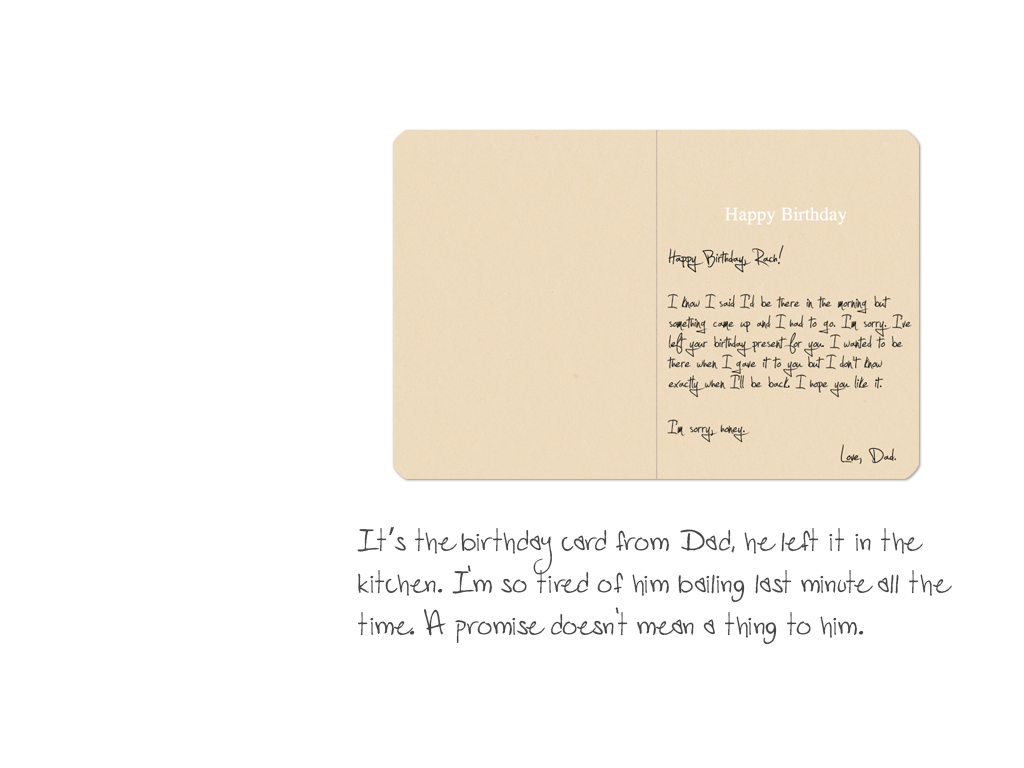 Happy Birthday
Happy Birthday, Rach!
I know I said I'd be there in the morning but
something came up and I had to go. I'm sorry. I've
left your birthday present for you. I wanted to be
there when I gave it to you but I don't know
exactly when I'll be back. I hope you like it.
I'm sorry, honey.
Love, Dad.
It's the birthday card from Dad, he left it in the
kitchen. I'm so tired of him bailing last minute all the
time. A promise doesn't mean a thing to him.